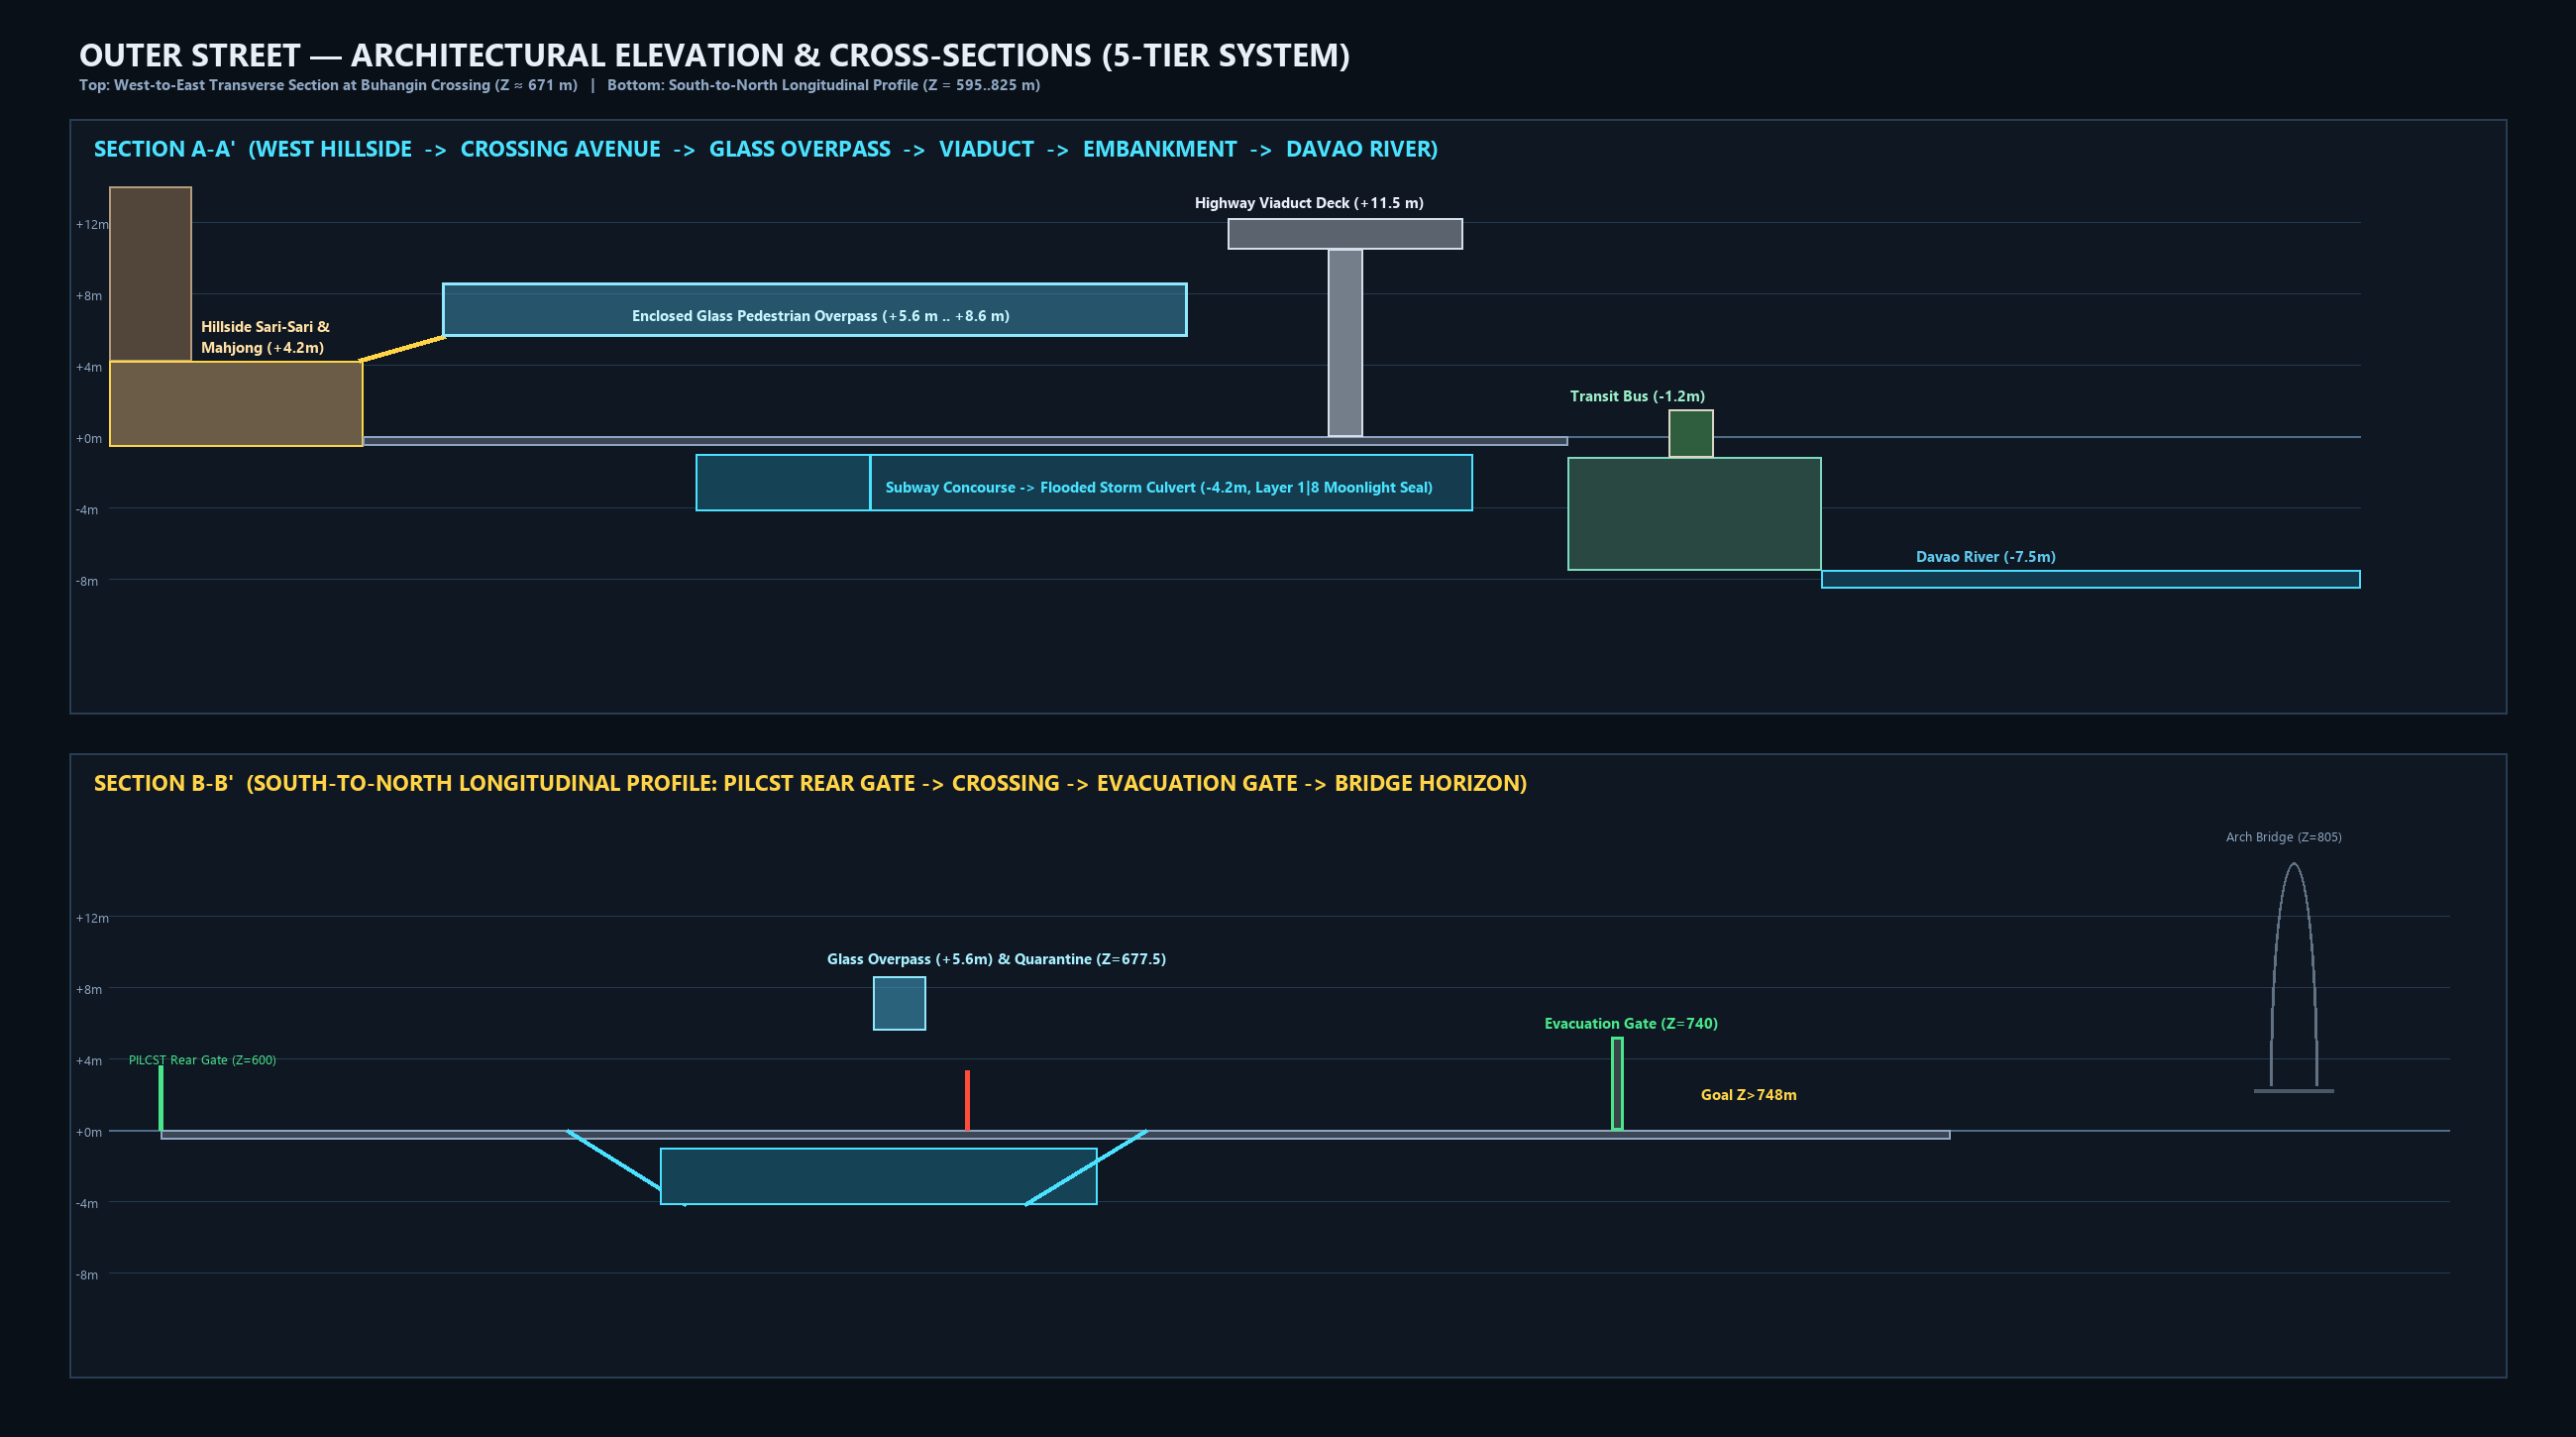 OUTER STREET — ARCHITECTURAL ELEVATION & CROSS-SECTIONS (5-TIER SYSTEM)
Top: West-to-East Transverse Section at Buhangin Crossing (Z ≈ 671 m)   |   Bottom: South-to-North Longitudinal Profile (Z = 595..825 m)
SECTION A-A'  (WEST HILLSIDE  ->  CROSSING AVENUE  ->  GLASS OVERPASS  ->  VIADUCT  ->  EMBANKMENT  ->  DAVAO RIVER)
Highway Viaduct Deck (+11.5 m)
+12m
+8m
Enclosed Glass Pedestrian Overpass (+5.6 m .. +8.6 m)
Hillside Sari-Sari &
Mahjong (+4.2m)
+4m
Transit Bus (-1.2m)
+0m
Subway Concourse -> Flooded Storm Culvert (-4.2m, Layer 1|8 Moonlight Seal)
-4m
Davao River (-7.5m)
-8m
SECTION B-B'  (SOUTH-TO-NORTH LONGITUDINAL PROFILE: PILCST REAR GATE -> CROSSING -> EVACUATION GATE -> BRIDGE HORIZON)
Arch Bridge (Z=805)
+12m
Glass Overpass (+5.6m) & Quarantine (Z=677.5)
+8m
Evacuation Gate (Z=740)
+4m
PILCST Rear Gate (Z=600)
Goal Z>748m
+0m
-4m
-8m